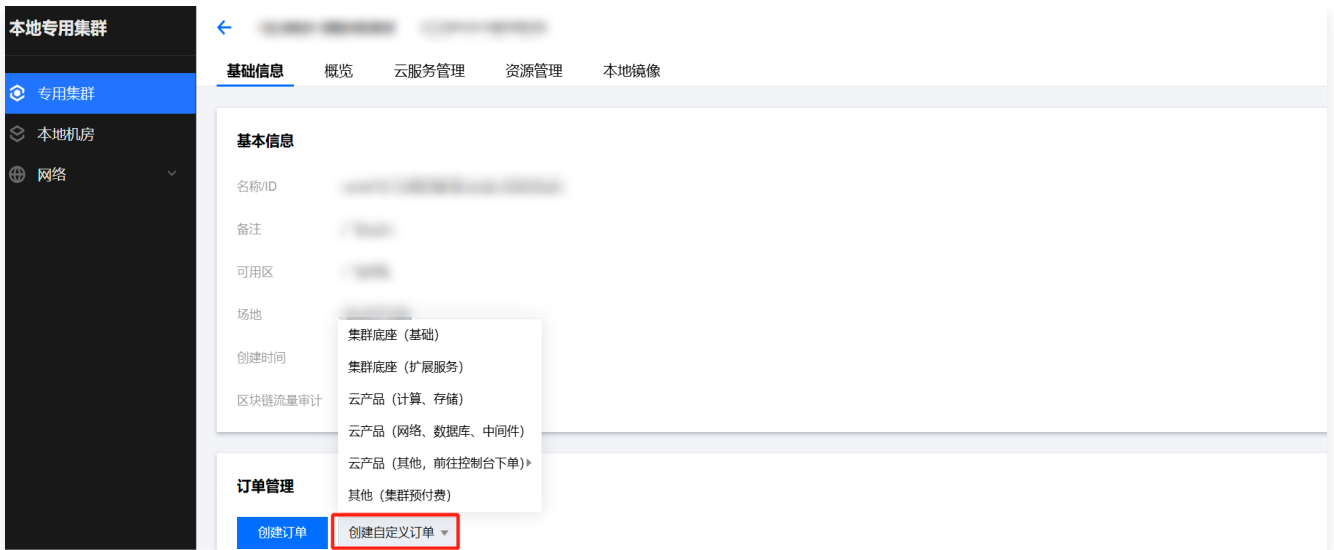 本地专用集群
专用集群
本地机房
网络
基础信息 概览 云服务管理 资源管理 本地镜像
基本信息
名称/ID
备注
可用区
场地
创建时间
区块链流量审计
集群底座（基础）
集群底座（扩展服务）
云产品（计算、存储）
云产品（网络、数据库、中间件）
云产品（其他，前往控制台下单）
其他（集群预付费）
订单管理
创建订单 创建自定义订单